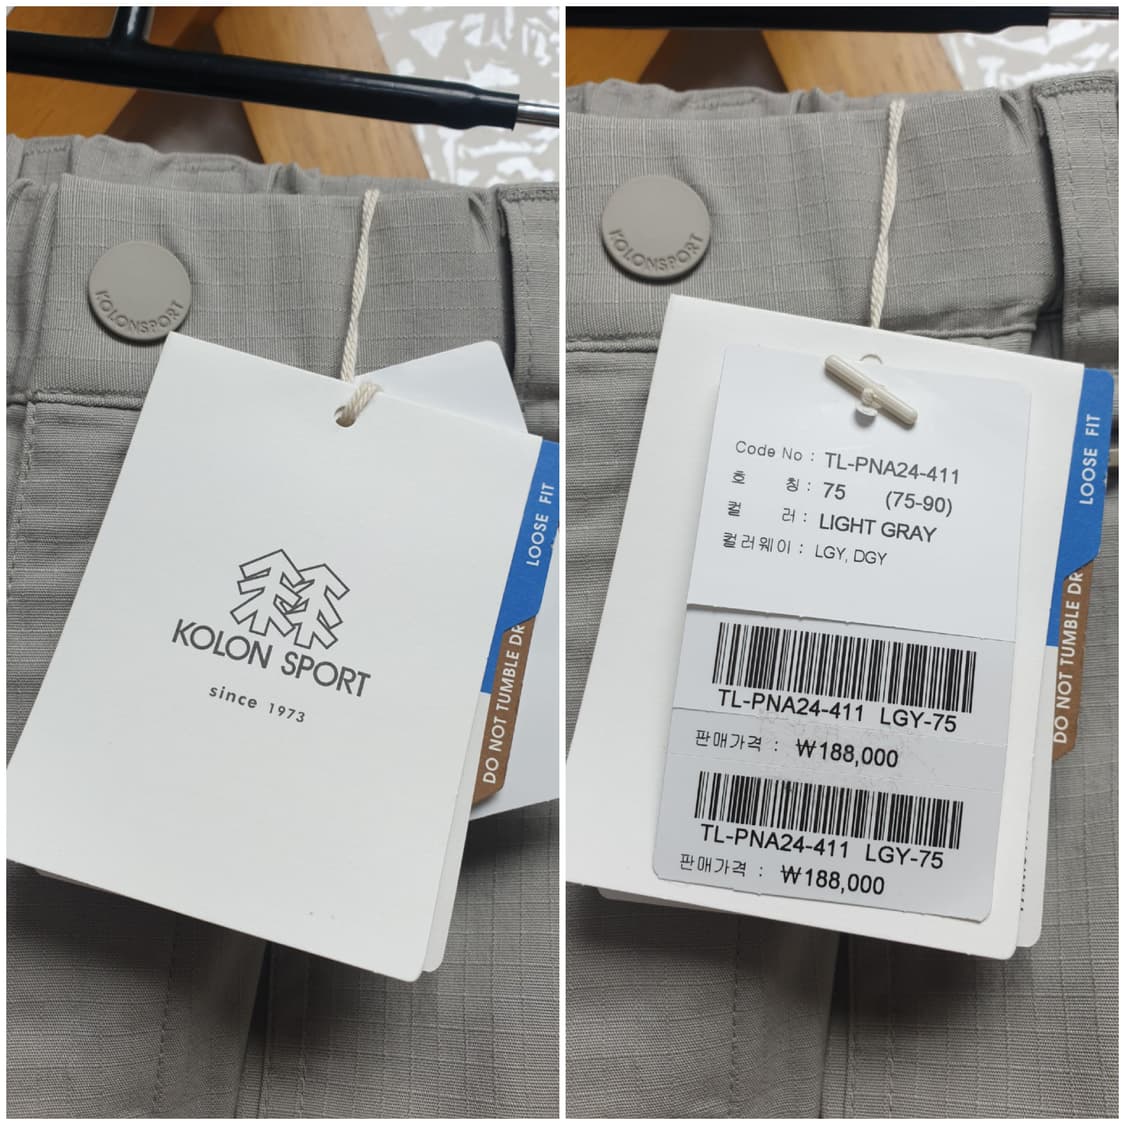 KOLONSPORT
KOLON SPORT
since 1973
LOOSE FIT
DO NOT TUMBLE DR
KOLONSPORT
Code No : TL-PNA24-411
호 칭 : 75 (75-90)
컬 러 : LIGHT GRAY
컬러웨이 : LGY, DGY
TL-PNA24-411 LGY-75
판매가격 : ₩188,000
TL-PNA24-411 LGY-75
판매가격 : ₩188,000
LOOSE FIT
DO NOT TUMBLE DR